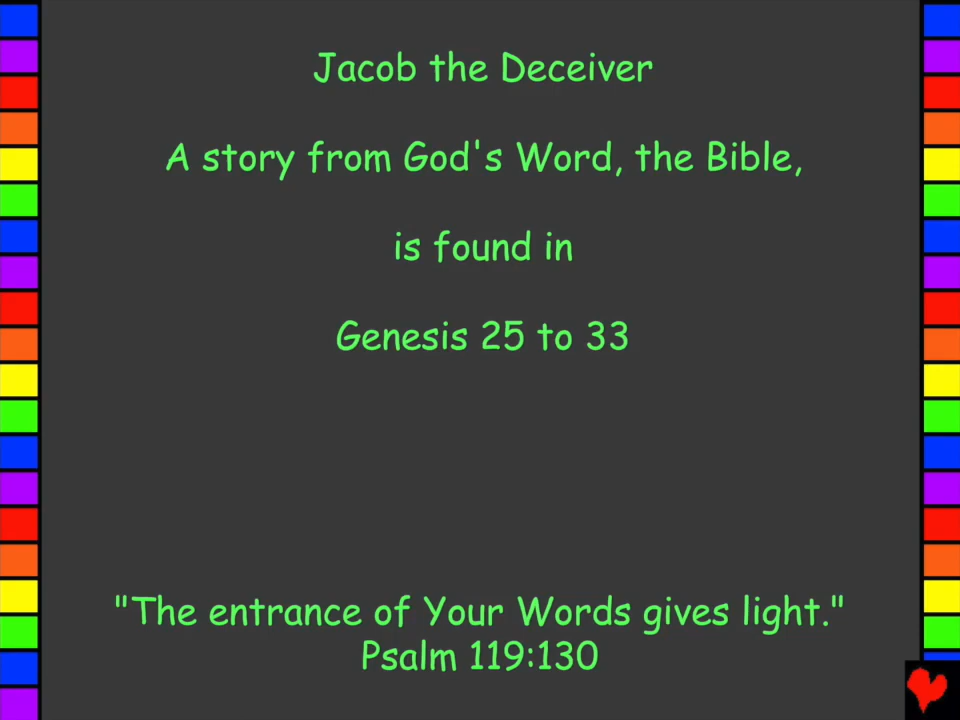 Jacob the Deceiver
A story from God's Word, the Bible,
is found in
Genesis 25 to 33
"The entrance of Your Words gives light."
Psalm 119:130